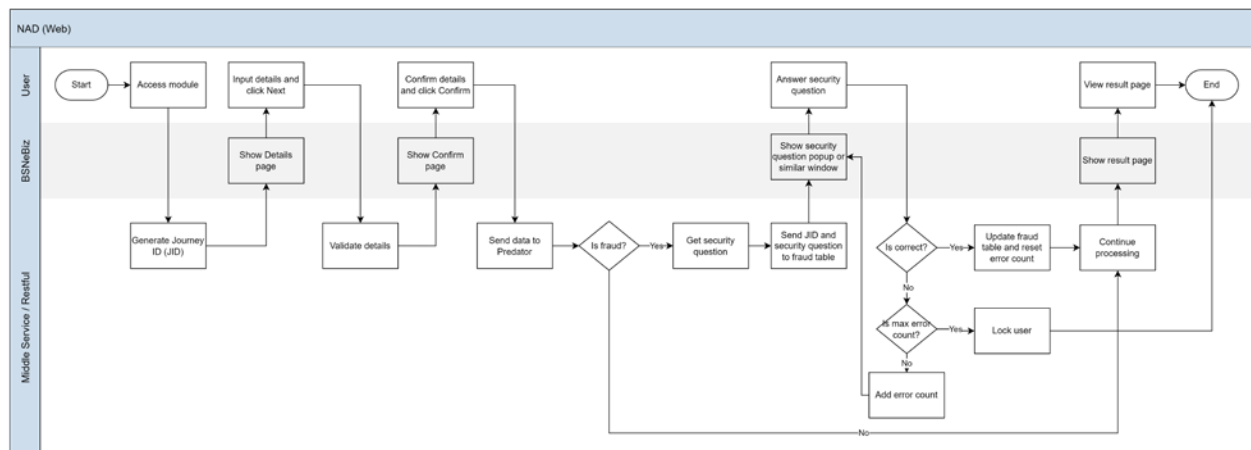 NAD (Web)
User
Start
Access module
Input details and
click Next
Confirm details
and click Confirm
Answer security
question
View result page
End
BSNeBiz
Show Details
page
Show Confirm
page
Show security
question popup or
similar window
Show result page
Middle Service / Restful
Generate Journey
ID (JID)
Validate details
Send data to
Predator
Is fraud?
Yes
Get security
question
Send JID and
security question
to fraud table
Is correct?
Yes
Update fraud
table and reset
error count
Continue
processing
No
Is max error
count?
Yes
Lock user
No
Add error count
No